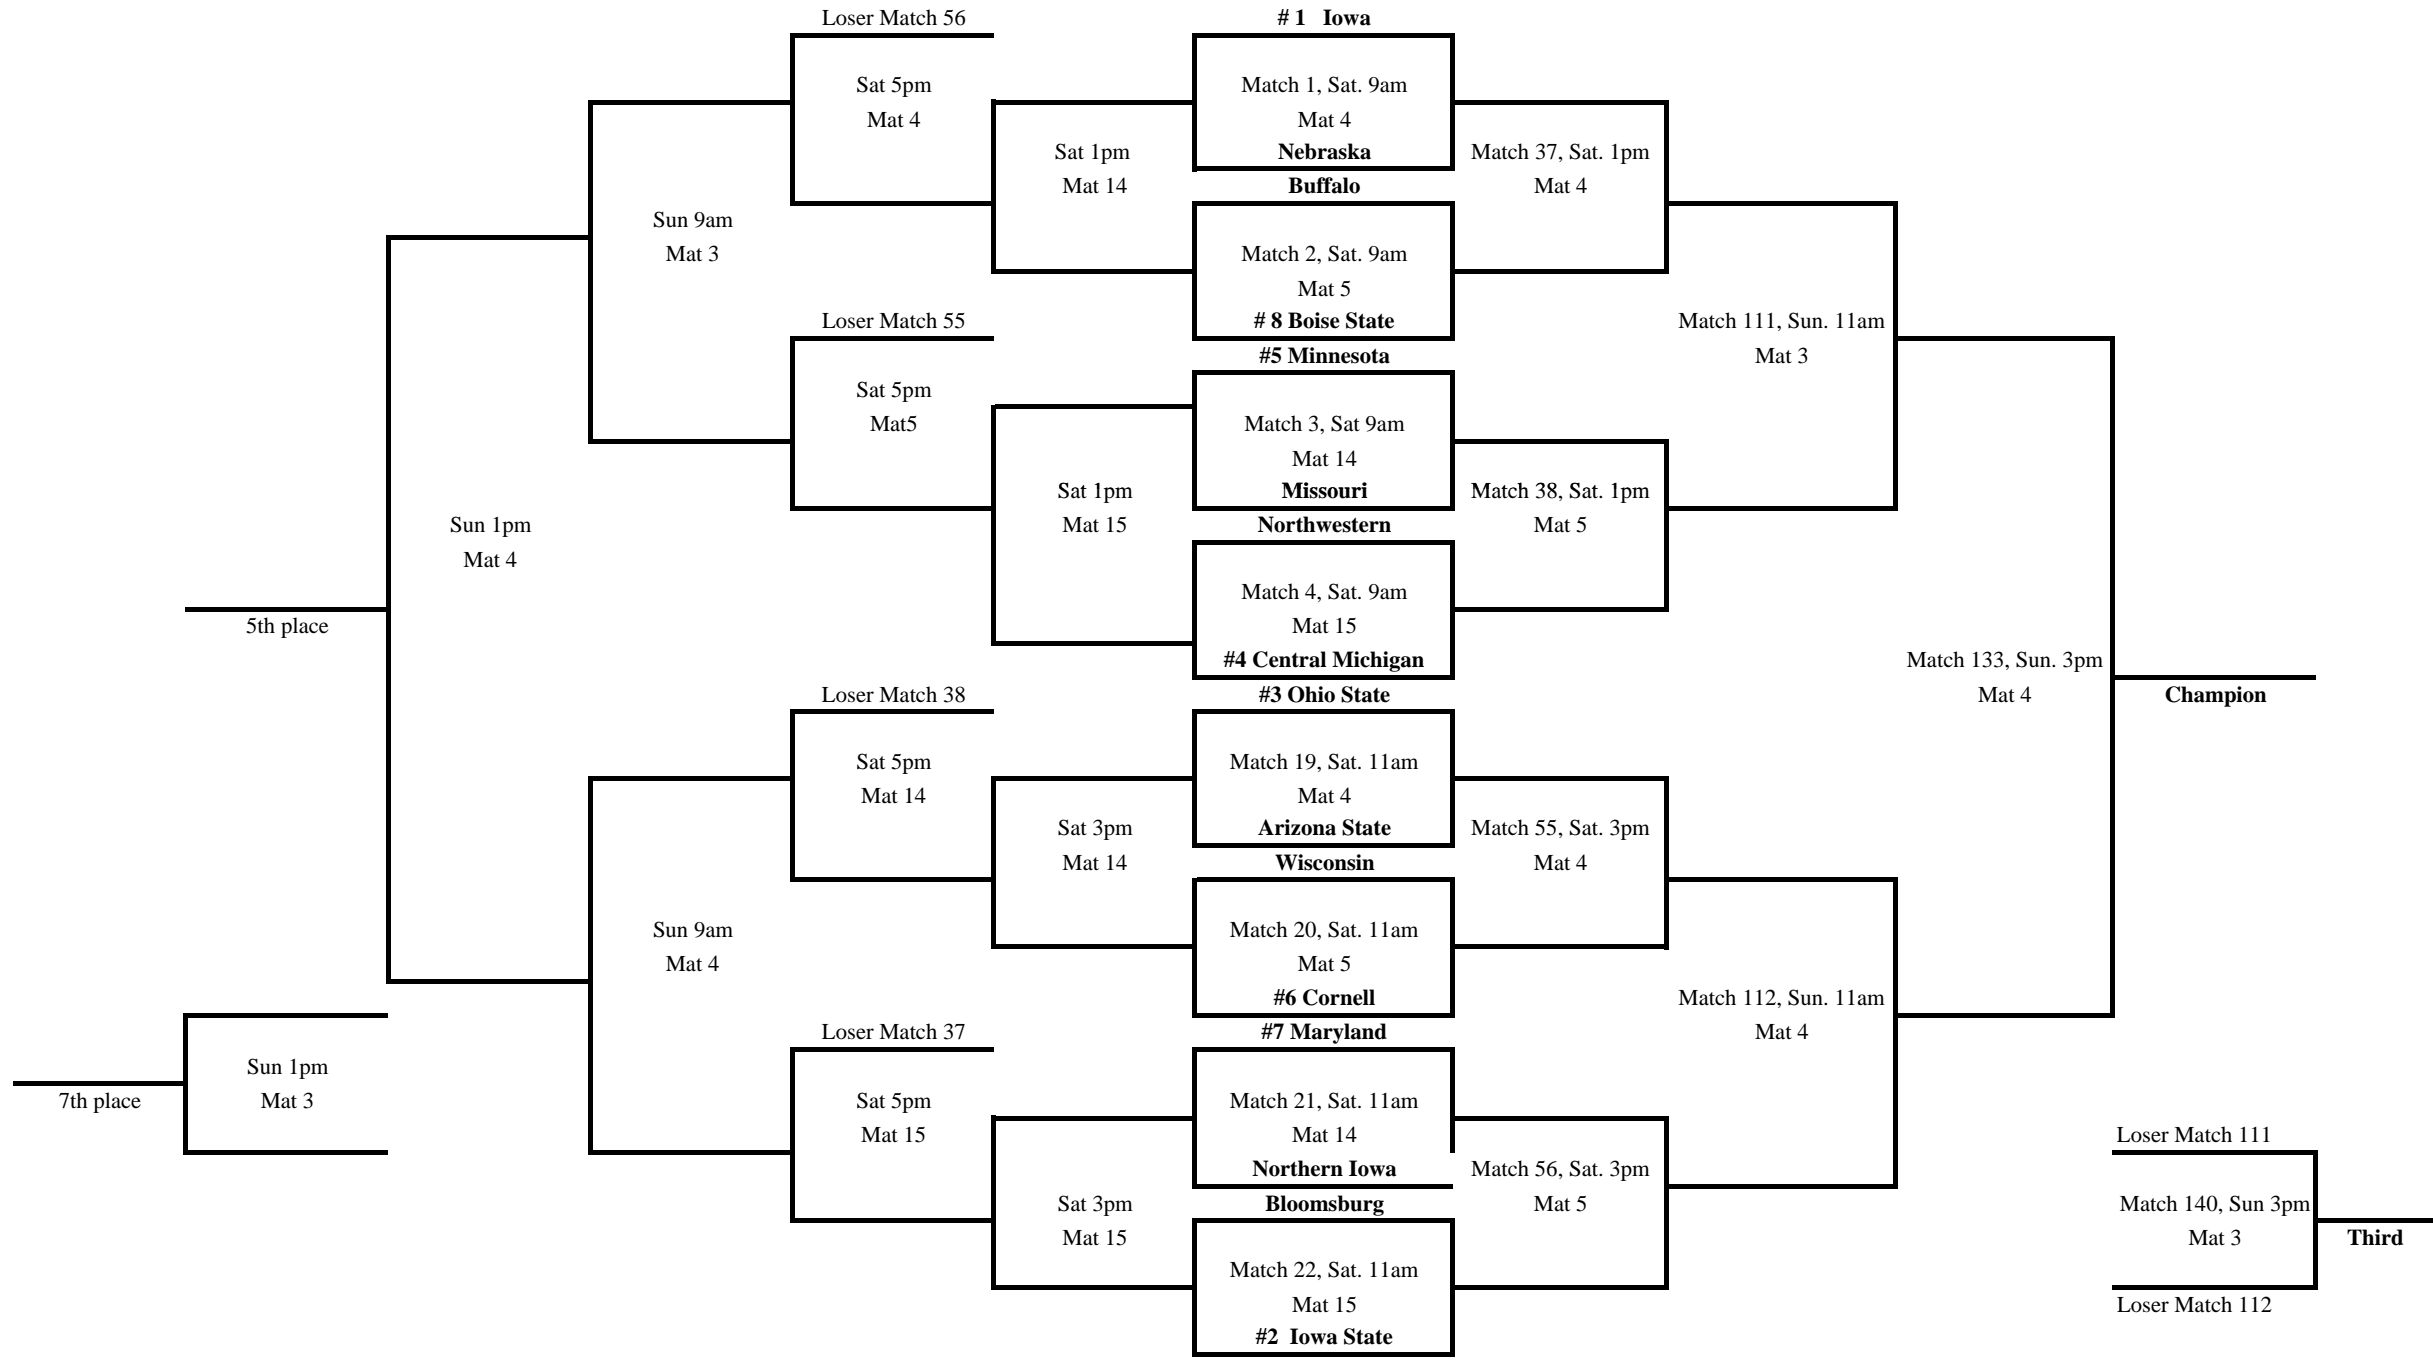 Loser Match 56
# 1   Iowa
Sat 5pm
Mat 4
Match 1, Sat. 9am
Mat 4
Sat 1pm
Mat 14
Nebraska
Match 37, Sat. 1pm
Mat 4
Buffalo
Sun 9am
Mat 3
Match 2, Sat. 9am
Mat 5
Loser Match 55
# 8 Boise State
Match 111, Sun. 11am
Mat 3
#5 Minnesota
Sat 5pm
Mat5
Match 3, Sat 9am
Mat 14
Sat 1pm
Mat 15
Missouri
Match 38, Sat. 1pm
Mat 5
Sun 1pm
Mat 4
Northwestern
Match 4, Sat. 9am
Mat 15
5th place
#4 Central Michigan
Match 133, Sun. 3pm
Mat 4
Champion
Loser Match 38
#3 Ohio State
Sat 5pm
Mat 14
Match 19, Sat. 11am
Mat 4
Sat 3pm
Mat 14
Arizona State
Match 55, Sat. 3pm
Mat 4
Wisconsin
Sun 9am
Mat 4
Match 20, Sat. 11am
Mat 5
#6 Cornell
Match 112, Sun. 11am
Mat 4
Loser Match 37
#7 Maryland
Sun 1pm
Mat 3
7th place
Sat 5pm
Mat 15
Match 21, Sat. 11am
Mat 14
Loser Match 111
Northern Iowa
Match 56, Sat. 3pm
Mat 5
Sat 3pm
Mat 15
Bloomsburg
Match 140, Sun 3pm
Mat 3
Third
Match 22, Sat. 11am
Mat 15
Loser Match 112
#2  Iowa State